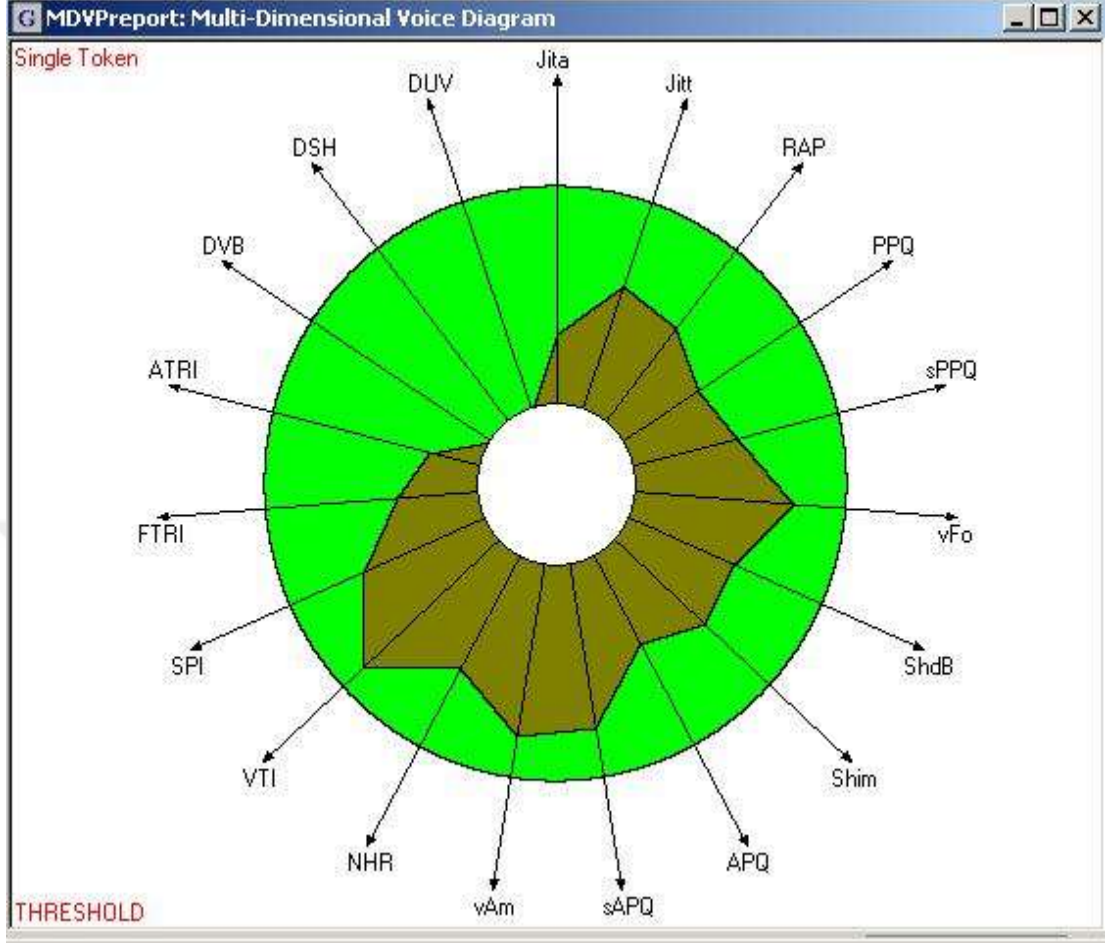 G MDVPreport: Multi-Dimensional Voice Diagram
Single Token
Jita
Jitt
RAP
PPQ
sPPQ
vFo
ShdB
Shim
APQ
sAPQ
vAm
NHR
VTI
SPI
FTRI
ATRI
DVB
DSH
DUV
THRESHOLD